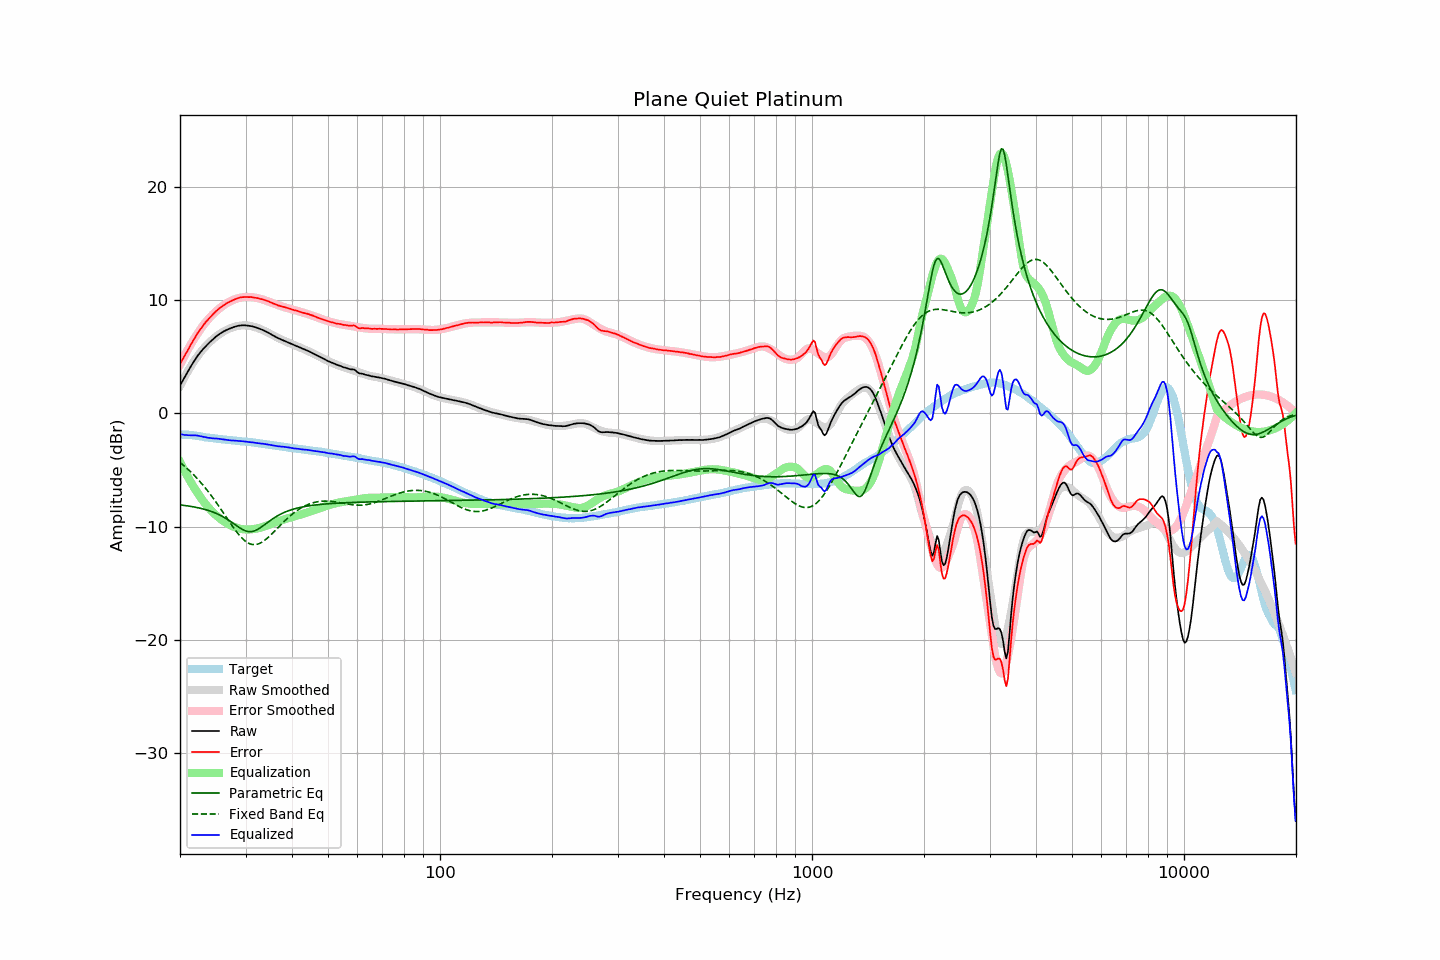 Plane Quiet Platinum
Amplitude (dBr)
20
10
0
−10
−20
−30
Target
Raw Smoothed
Error Smoothed
Raw
Error
Equalization
Parametric Eq
Fixed Band Eq
Equalized
100
1000
10000
Frequency (Hz)